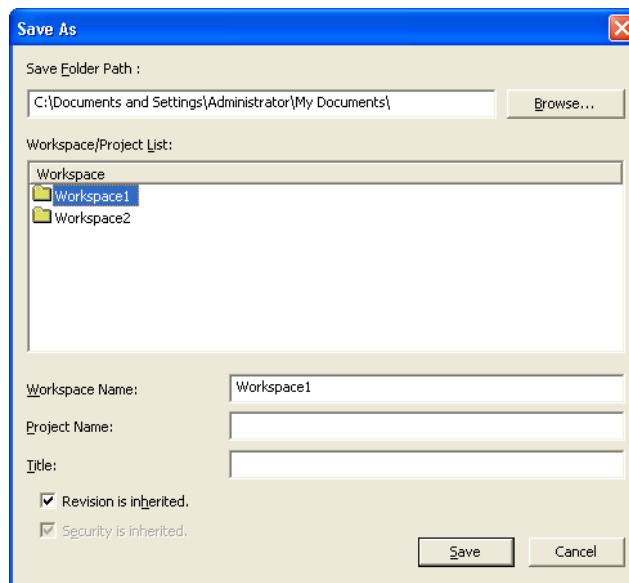 Save As
Save Folder Path :
C:\Documents and Settings\Administrator\My Documents\
Browse...
Workspace/Project List:
Workspace
Workspace1
Workspace2
Workspace Name:
Workspace1
Project Name:
Title:
Revision is inherited.
Security is inherited.
Save
Cancel